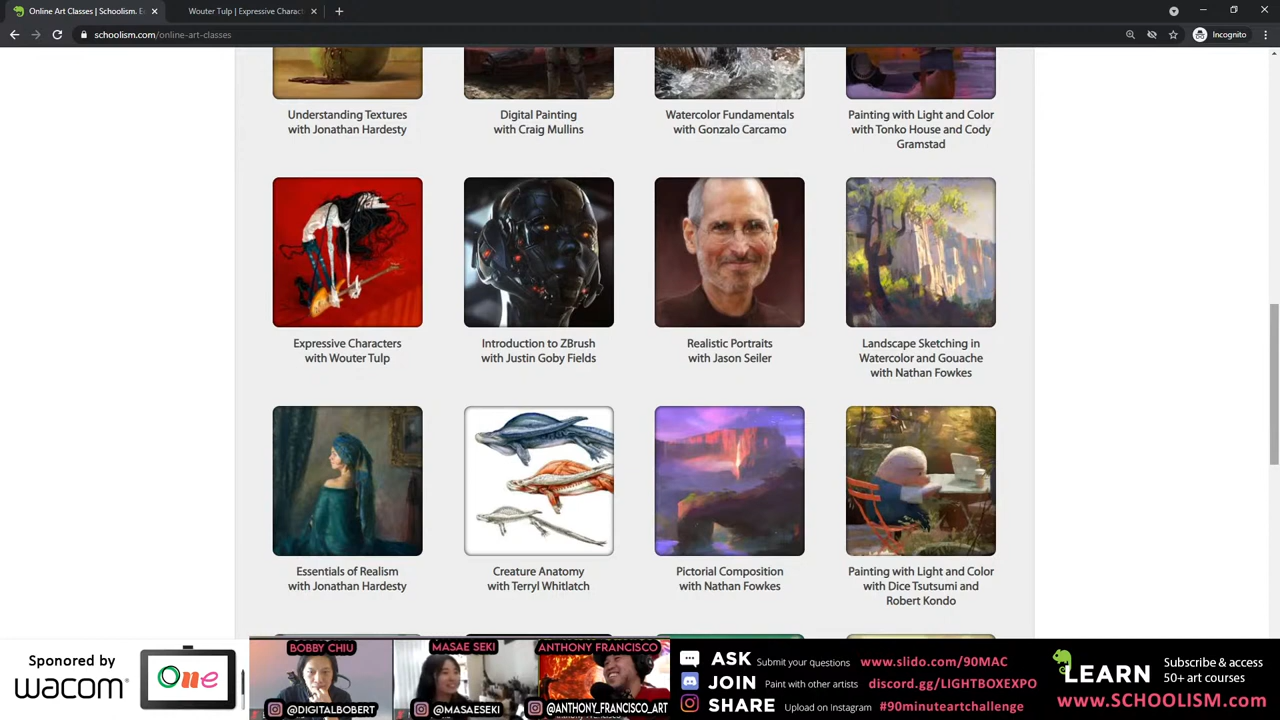 Online Art Classes | Schoolism. E
Wouter Tulp | Expressive Charact
schoolism.com/online-art-classes
Incognito
Understanding Textures
with Jonathan Hardesty
Digital Painting
with Craig Mullins
Watercolor Fundamentals
with Gonzalo Carcamo
Painting with Light and Color
with Tonko House and Cody
Gramstad
Expressive Characters
with Wouter Tulp
Introduction to ZBrush
with Justin Goby Fields
Realistic Portraits
with Jason Seiler
Landscape Sketching in
Watercolor and Gouache
with Nathan Fowkes
Essentials of Realism
with Jonathan Hardesty
Creature Anatomy
with Terryl Whitlatch
Pictorial Composition
with Nathan Fowkes
Painting with Light and Color
with Dice Tsutsumi and
Robert Kondo
Sponored by
wacom
One
BOBBY CHIU
@DIGITALBOBERT
MASAE SEKI
@MASAESEKI
ANTHONY FRANCISCO
@ANTHONY_FRANCISCO_ART
ASK Submit your questions www.slido.com/90MAC
JOIN Paint with other artists discord.gg/LIGHTBOXEXPO
SHARE Upload on Instagram #90minuteartchallenge
LEARN
Subscribe & access
50+ art courses
www.SCHOOLISM.com